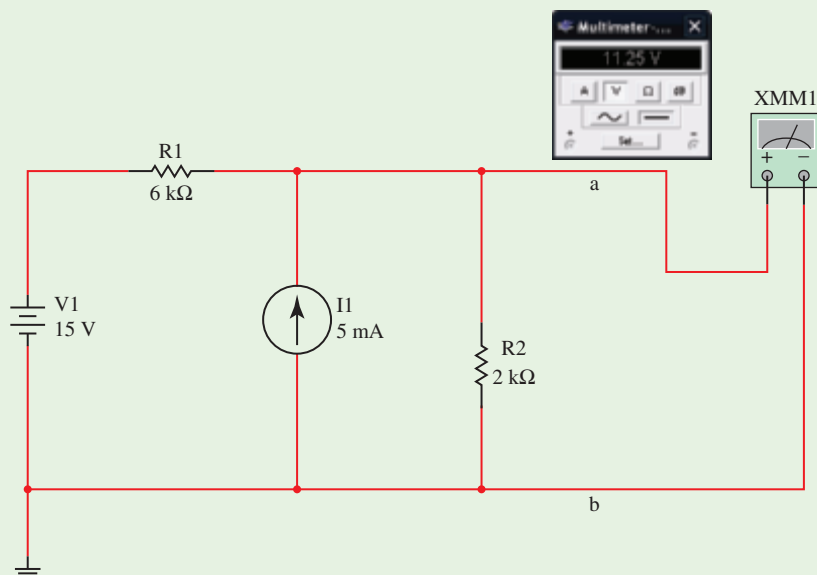 Multimeter-...
11.25 V
A V Ω dB
Set...
+ -
XMM1
+ −
R1
6 kΩ
a
V1
15 V
I1
5 mA
R2
2 kΩ
b